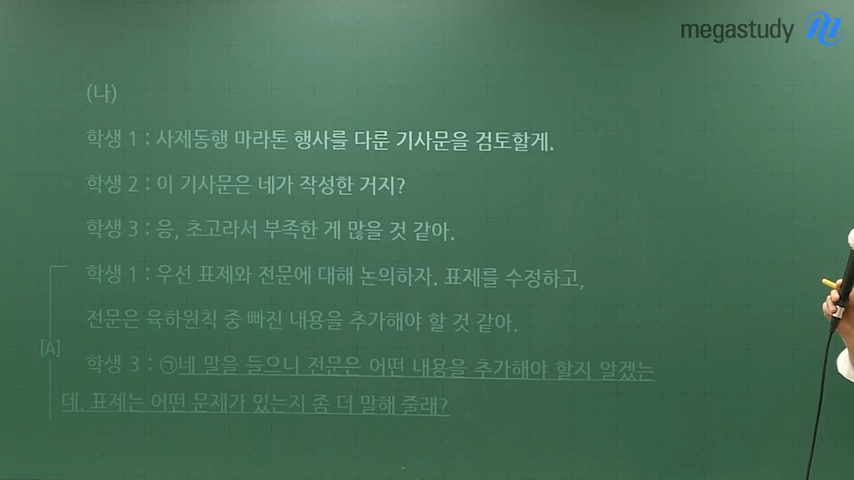 megastudy
(나)
학생 1 : 사제동행 마라톤 행사를 다룬 기사문을 검토할게.
학생 2 : 이 기사문은 네가 작성한 거지?
학생 3 : 응, 초고라서 부족한 게 많을 것 같아.
학생 1 : 우선 표제와 전문에 대해 논의하자. 표제를 수정하고,
전문은 육하원칙 중 빠진 내용을 추가해야 할 것 같아.
[A]
학생 3 : ㉠네 말을 들으니 전문은 어떤 내용을 추가해야 할지 알겠는
데, 표제는 어떤 문제가 있는지 좀 더 말해 줄래?